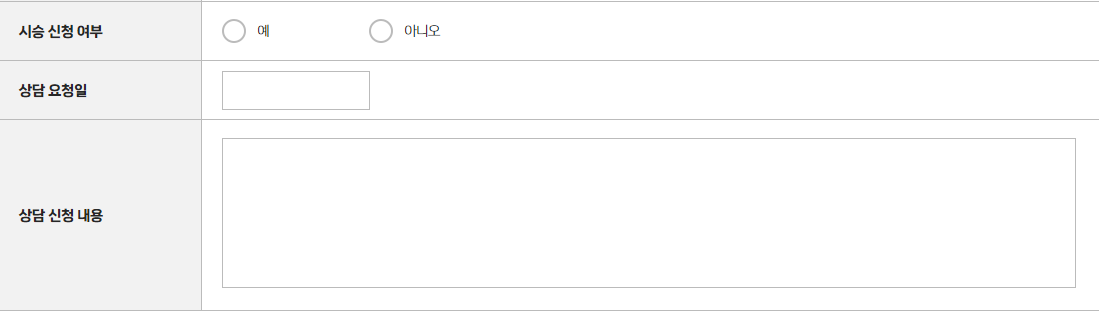 시승 신청 여부
예
아니오
상담 요청일
상담 신청 내용